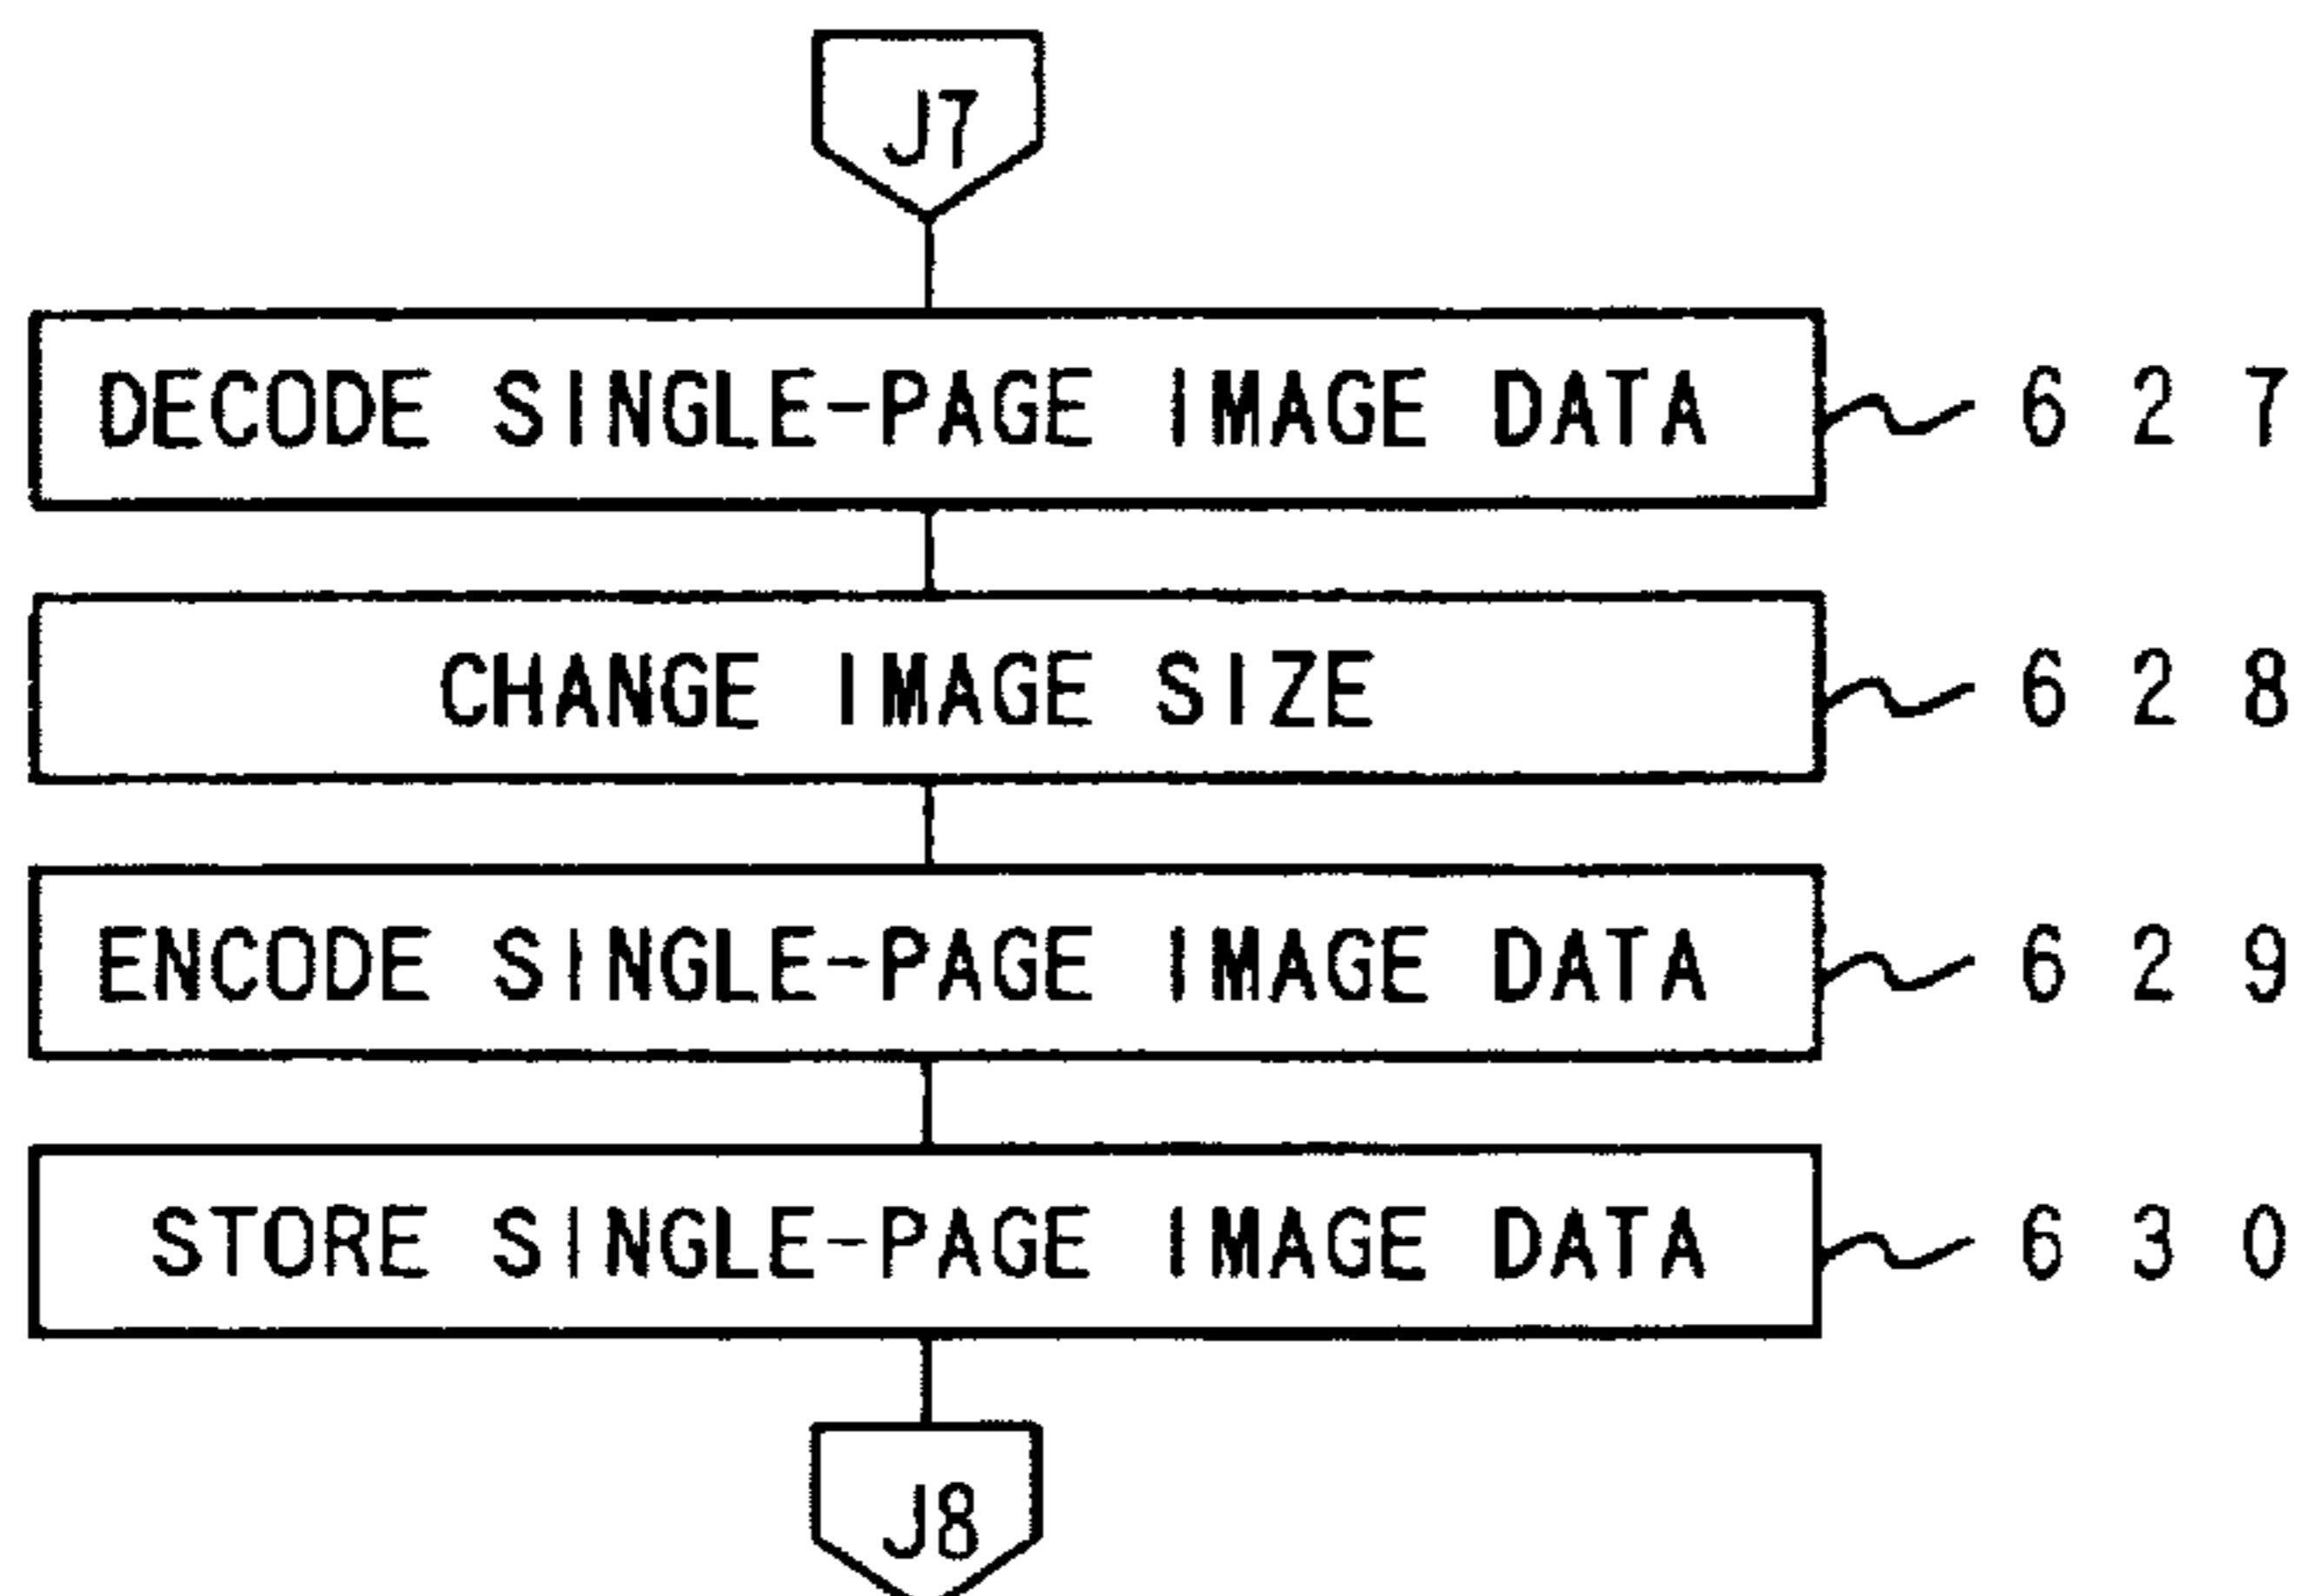 J7
DECODE SINGLE-PAGE IMAGE DATA 627
CHANGE IMAGE SIZE 628
ENCODE SINGLE-PAGE IMAGE DATA 629
STORE SINGLE-PAGE IMAGE DATA 630
J8